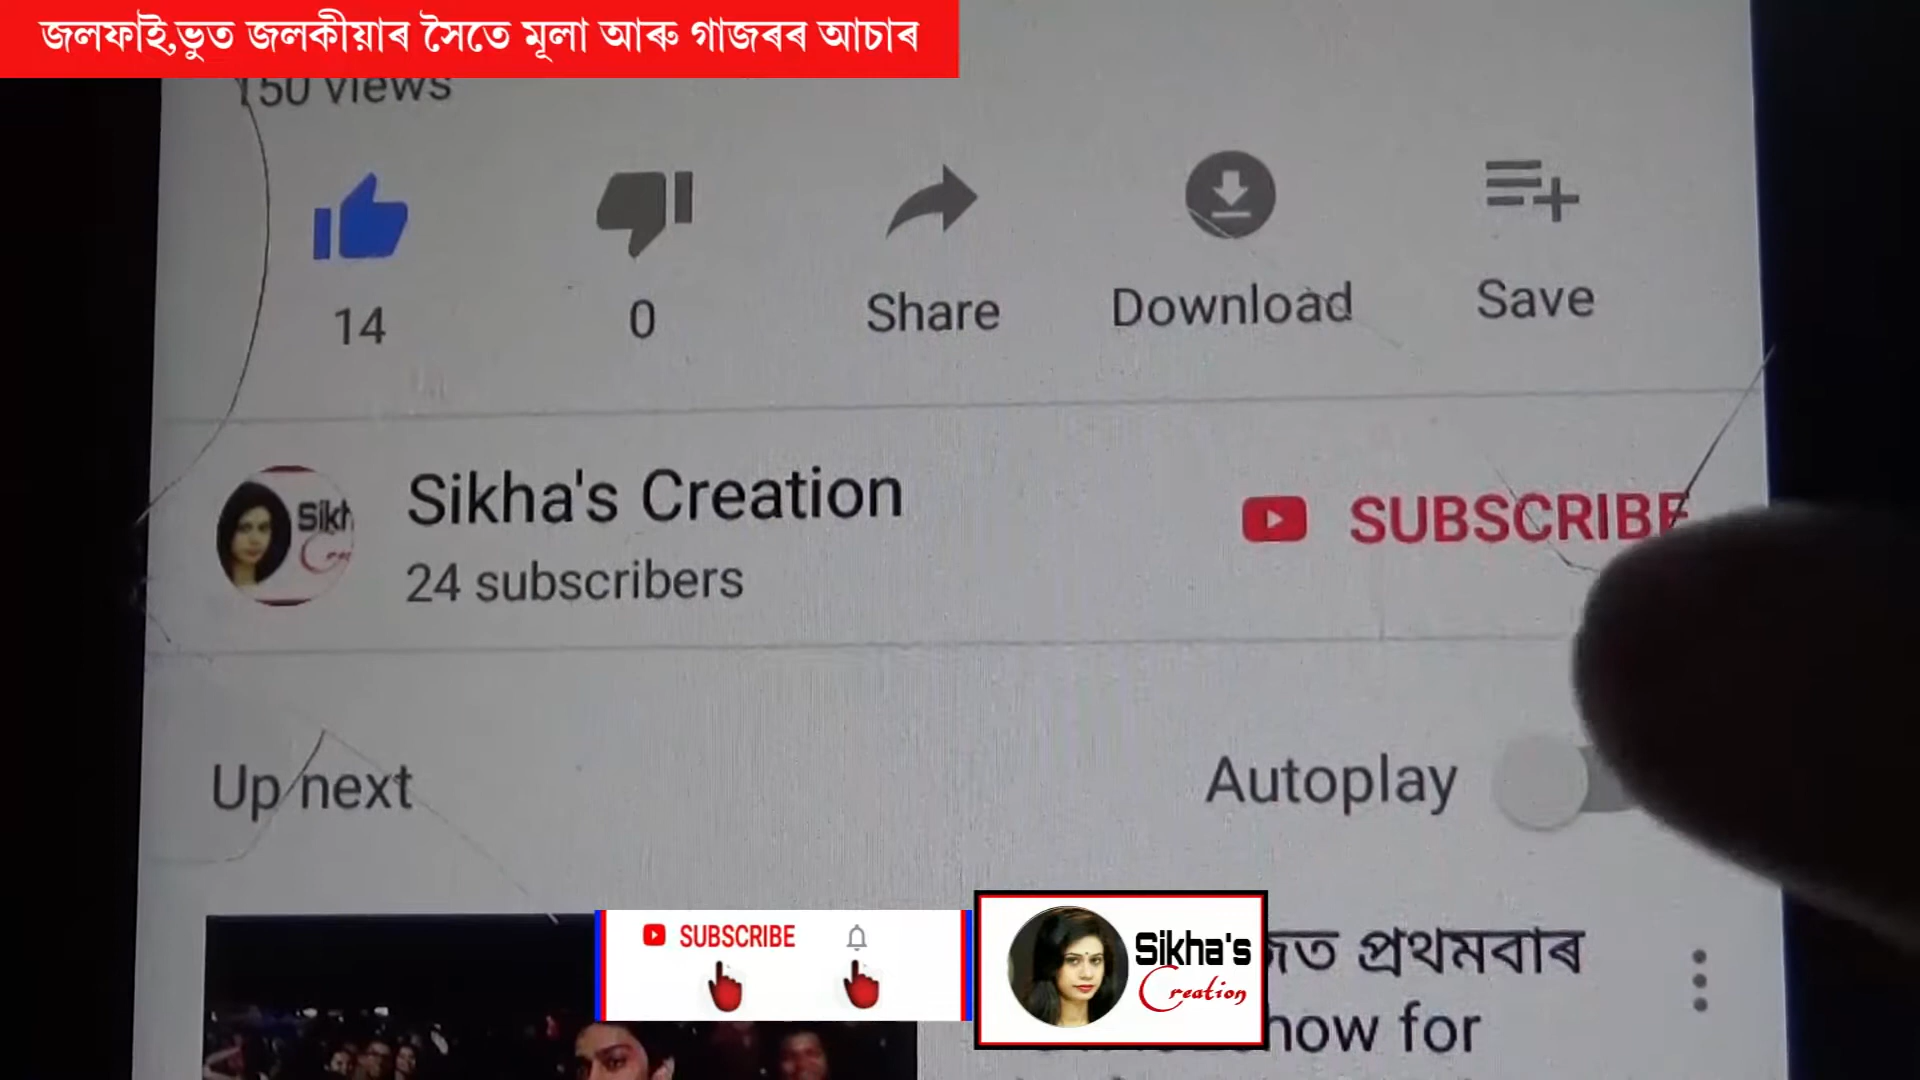 জলফাই,ভুত জলকীয়াৰ সৈতে মূলা আৰু গাজৰৰ আচাৰ
150 views
14
0
Share
Download
Save
Sikha's Creation
24 subscribers
SUBSCRIBE
Up next
Autoplay
SUBSCRIBE
Sikha's
Creation
প্ৰথমবাৰ
how for